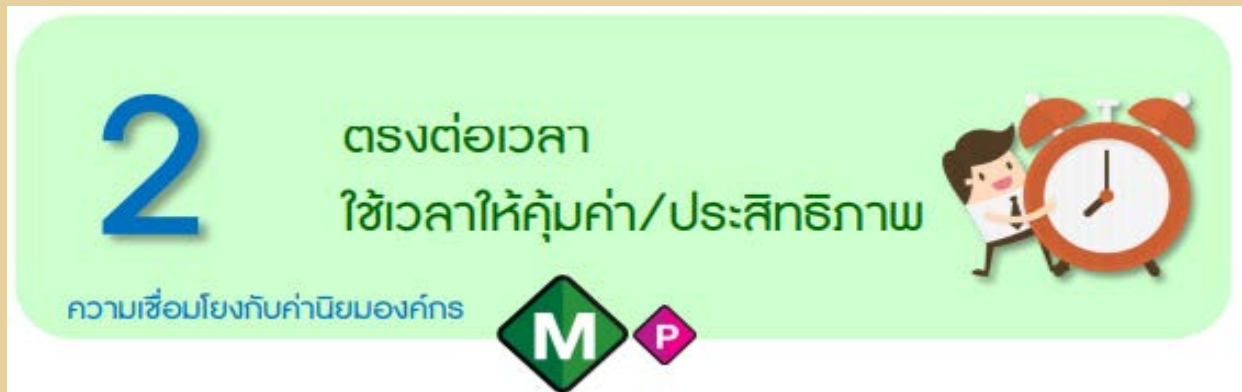 2
ตรงต่อเวลา
ใช้เวลาให้คุ้มค่า/ประสิทธิภาพ
ความเชื่อมโยงกับค่านิยมองค์กร
M P